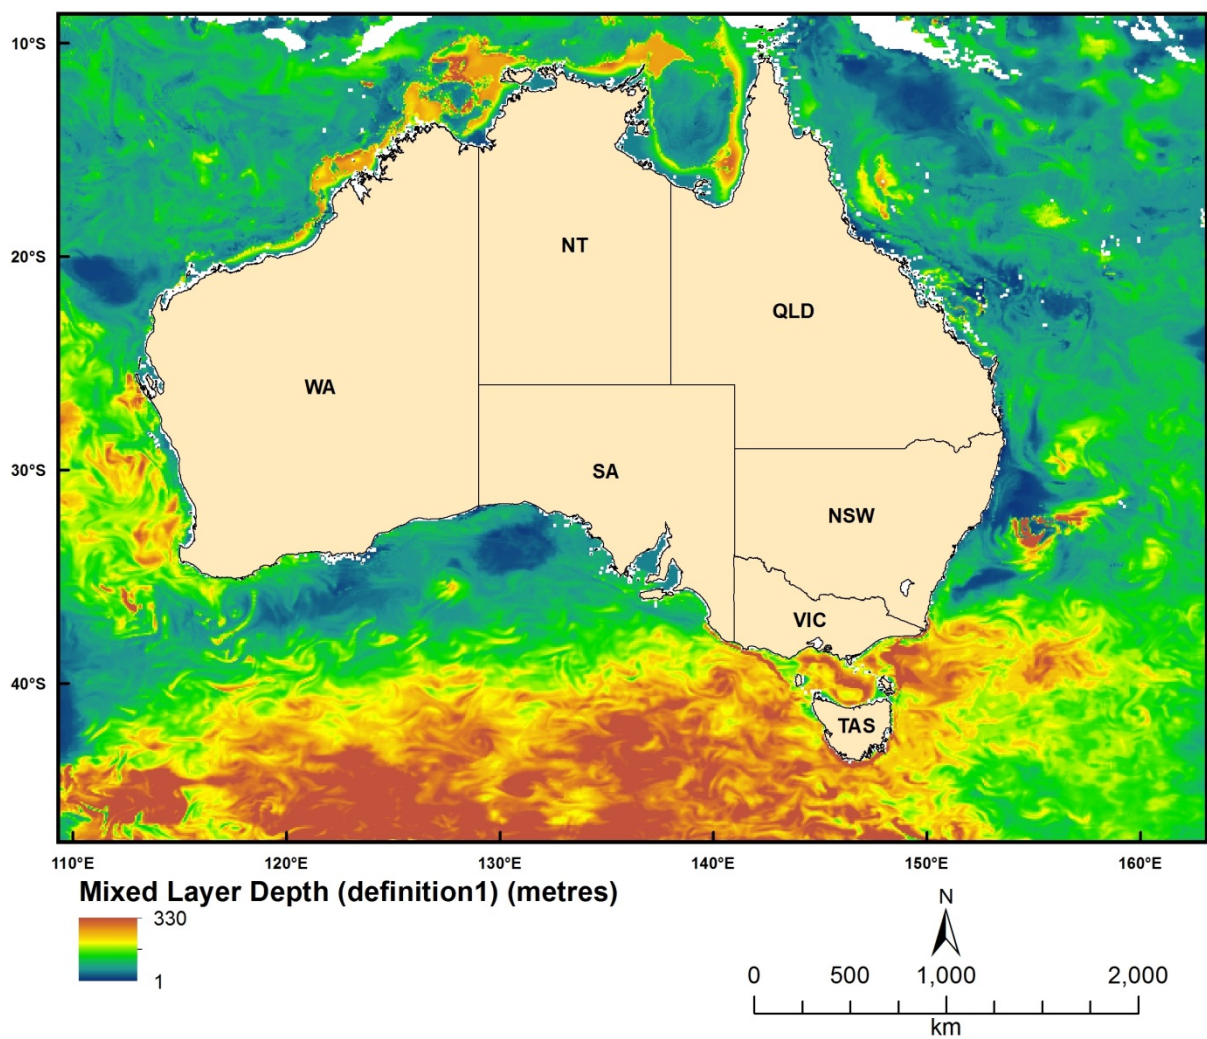 10°S
NT
20°S
QLD
WA
30°S
SA
NSW
VIC
40°S
TAS
110°E 120°E 130°E 140°E 150°E 160°E
Mixed Layer Depth (definition1) (metres)
330
1
N
0 500 1,000 2,000
km